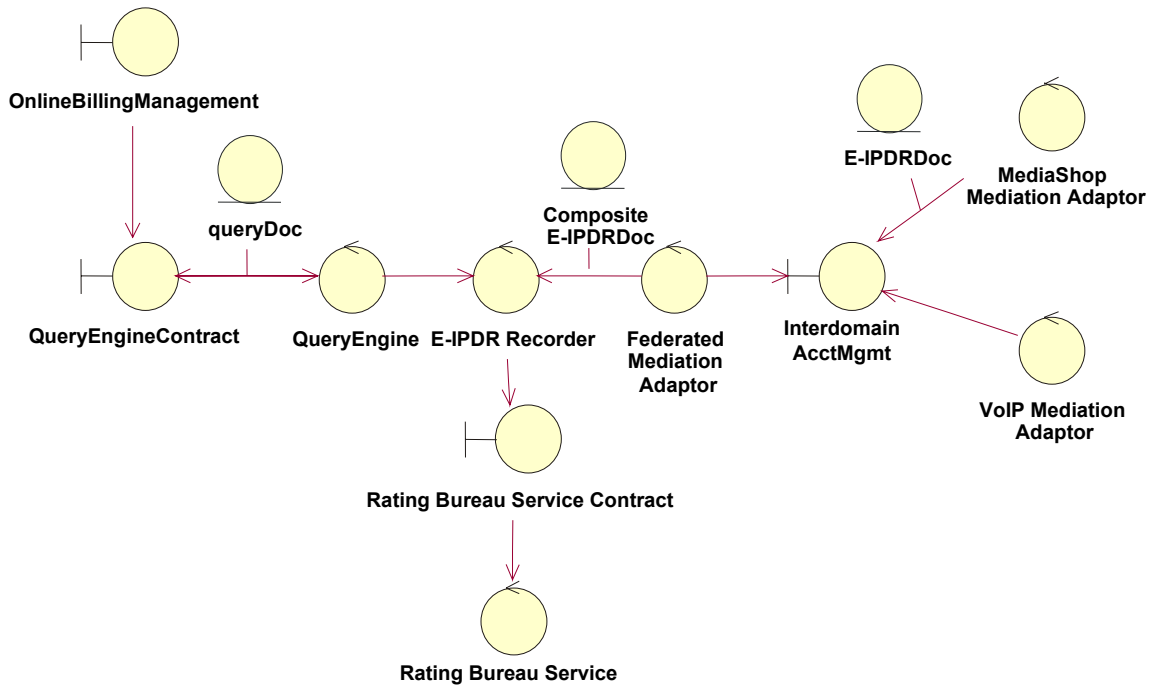 OnlineBillingManagement
E-IPDRDoc
MediaShop
Mediation Adaptor
queryDoc
Composite
E-IPDRDoc
QueryEngineContract
QueryEngine
E-IPDR Recorder
Federated
Mediation
Adaptor
Interdomain
AcctMgmt
VoIP Mediation
Adaptor
Rating Bureau Service Contract
Rating Bureau Service